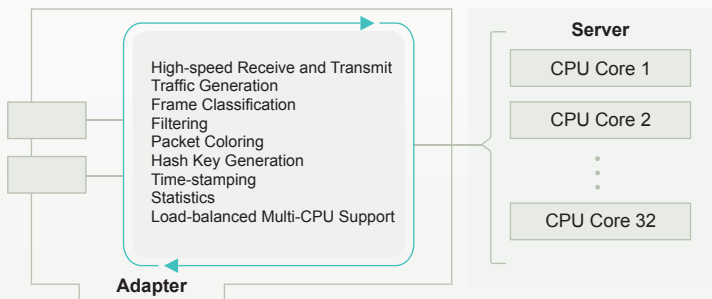 High-speed Receive and Transmit
Traffic Generation
Frame Classification
Filtering
Packet Coloring
Hash Key Generation
Time-stamping
Statistics
Load-balanced Multi-CPU Support
Adapter
Server
CPU Core 1
CPU Core 2
CPU Core 32